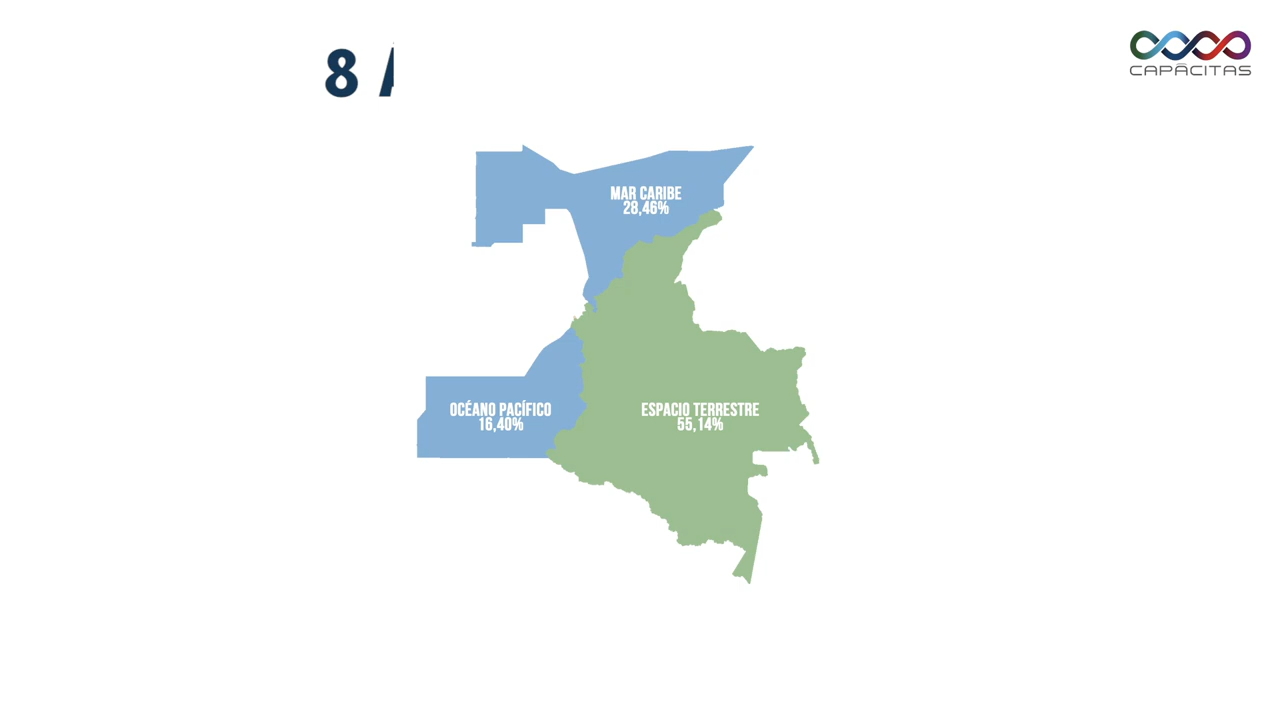 8
CAPĀCITAS
MAR CARIBE
28,46%
OCÉANO PACÍFICO
16,40%
ESPACIO TERRESTRE
55,14%